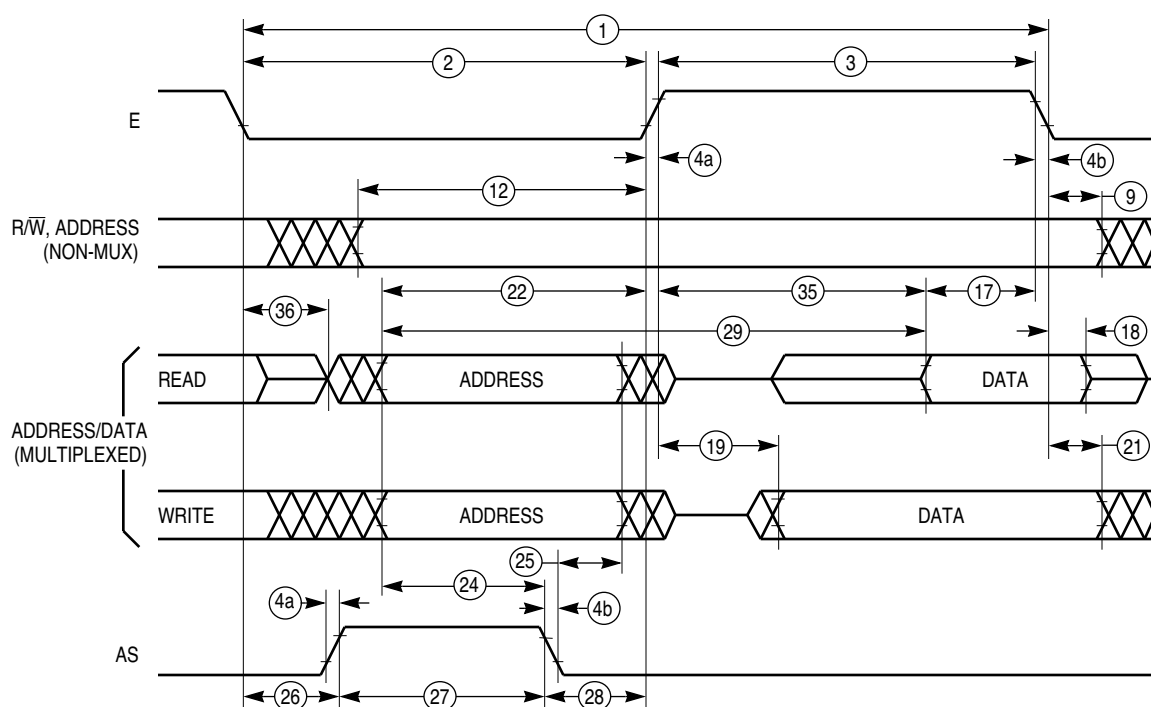 1
2
3
E
4a
4b
12
9
R/W̅, ADDRESS
(NON-MUX)
22
35
17
36
29
18
READ
ADDRESS
DATA
ADDRESS/DATA
(MULTIPLEXED)
19
21
WRITE
ADDRESS
DATA
25
24
4a
4b
AS
26
27
28